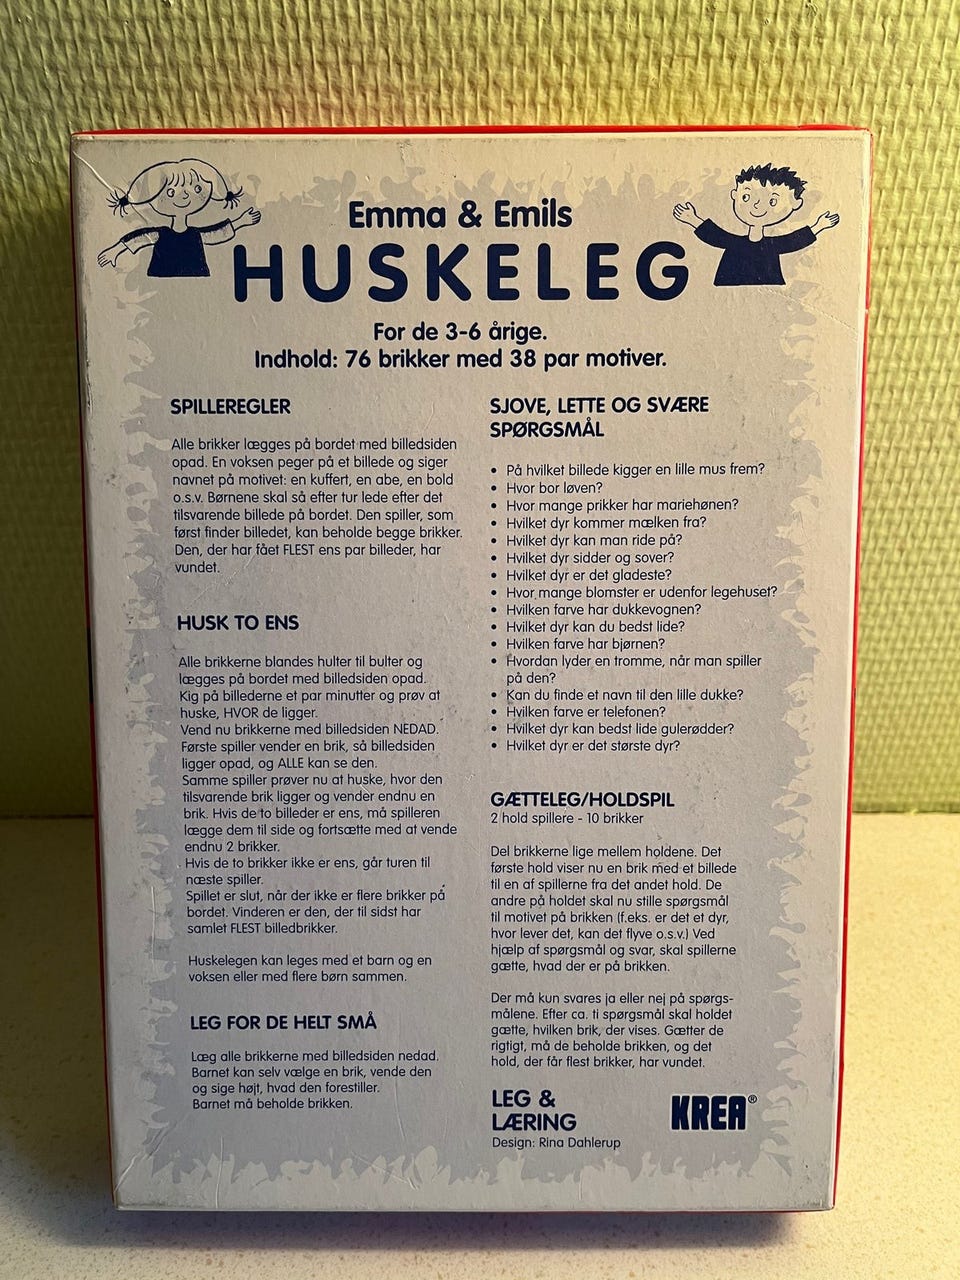 Emma & Emils
HUSKELEG
For de 3-6 årige.
Indhold: 76 brikker med 38 par motiver.
SPILLEREGLER
Alle brikker lægges på bordet med billedsiden
opad. En voksen peger på et billede og siger
navnet på motivet: en kuffert, en abe, en bold
o.s.v. Børnene skal så efter tur lede efter det
tilsvarende billede på bordet. Den spiller, som
først finder billedet, kan beholde begge brikker.
Den, der har fået FLEST ens par billeder, har
vundet.
HUSK TO ENS
Alle brikkerne blandes hulter til bulter og
lægges på bordet med billedsiden opad.
Kig på billederne et par minutter og prøv at
huske, HVOR de ligger.
Vend nu brikkerne med billedsiden NEDAD.
Første spiller vender en brik, så billedsiden
ligger opad, og ALLE kan se den.
Samme spiller prøver nu at huske, hvor den
tilsvarende brik ligger og vender endnu en
brik. Hvis de to billeder er ens, må spilleren
lægge dem til side og fortsætte med at vende
endnu 2 brikker.
Hvis de to brikker ikke er ens, går turen til
næste spiller.
Spillet er slut, når der ikke er flere brikker på
bordet. Vinderen er den, der til sidst har
samlet FLEST billedbrikker.
Huskelegen kan leges med et barn og en
voksen eller med flere børn sammen.
LEG FOR DE HELT SMÅ
Læg alle brikkerne med billedsiden nedad.
Barnet kan selv vælge en brik, vende den
og sige højt, hvad den forestiller.
Barnet må beholde brikken.
SJOVE, LETTE OG SVÆRE
SPØRGSMÅL
• På hvilket billede kigger en lille mus frem?
• Hvor bor løven?
• Hvor mange prikker har mariehønen?
• Hvilket dyr kommer mælken fra?
• Hvilket dyr kan man ride på?
• Hvilket dyr sidder og sover?
• Hvilket dyr er det gladeste?
• Hvor mange blomster er udenfor legehuset?
• Hvilken farve har dukkevognen?
• Hvilket dyr kan du bedst lide?
• Hvilken farve har bjørnen?
• Hvordan lyder en tromme, når man spiller
på den?
• Kan du finde et navn til den lille dukke?
• Hvilken farve er telefonen?
• Hvilket dyr kan bedst lide gulerødder?
• Hvilket dyr er det største dyr?
GÆTTELEG/HOLDSPIL
2 hold spillere - 10 brikker
Del brikkerne lige mellem holdene. Det
første hold viser nu en brik med et billede
til en af spillerne fra det andet hold. De
andre på holdet skal nu stille spørgsmål
til motivet på brikken (f.eks. er det et dyr,
hvor lever det, kan det flyve o.s.v.) Ved
hjælp af spørgsmål og svar, skal spillerne
gætte, hvad der er på brikken.
Der må kun svares ja eller nej på spørgs-
målene. Efter ca. ti spørgsmål skal holdet
gætte, hvilken brik, der vises. Gætter de
rigtigt, må de beholde brikken, og det
hold, der får flest brikker, har vundet.
LEG &
LÆRING
Design: Rina Dahlerup
KREA®